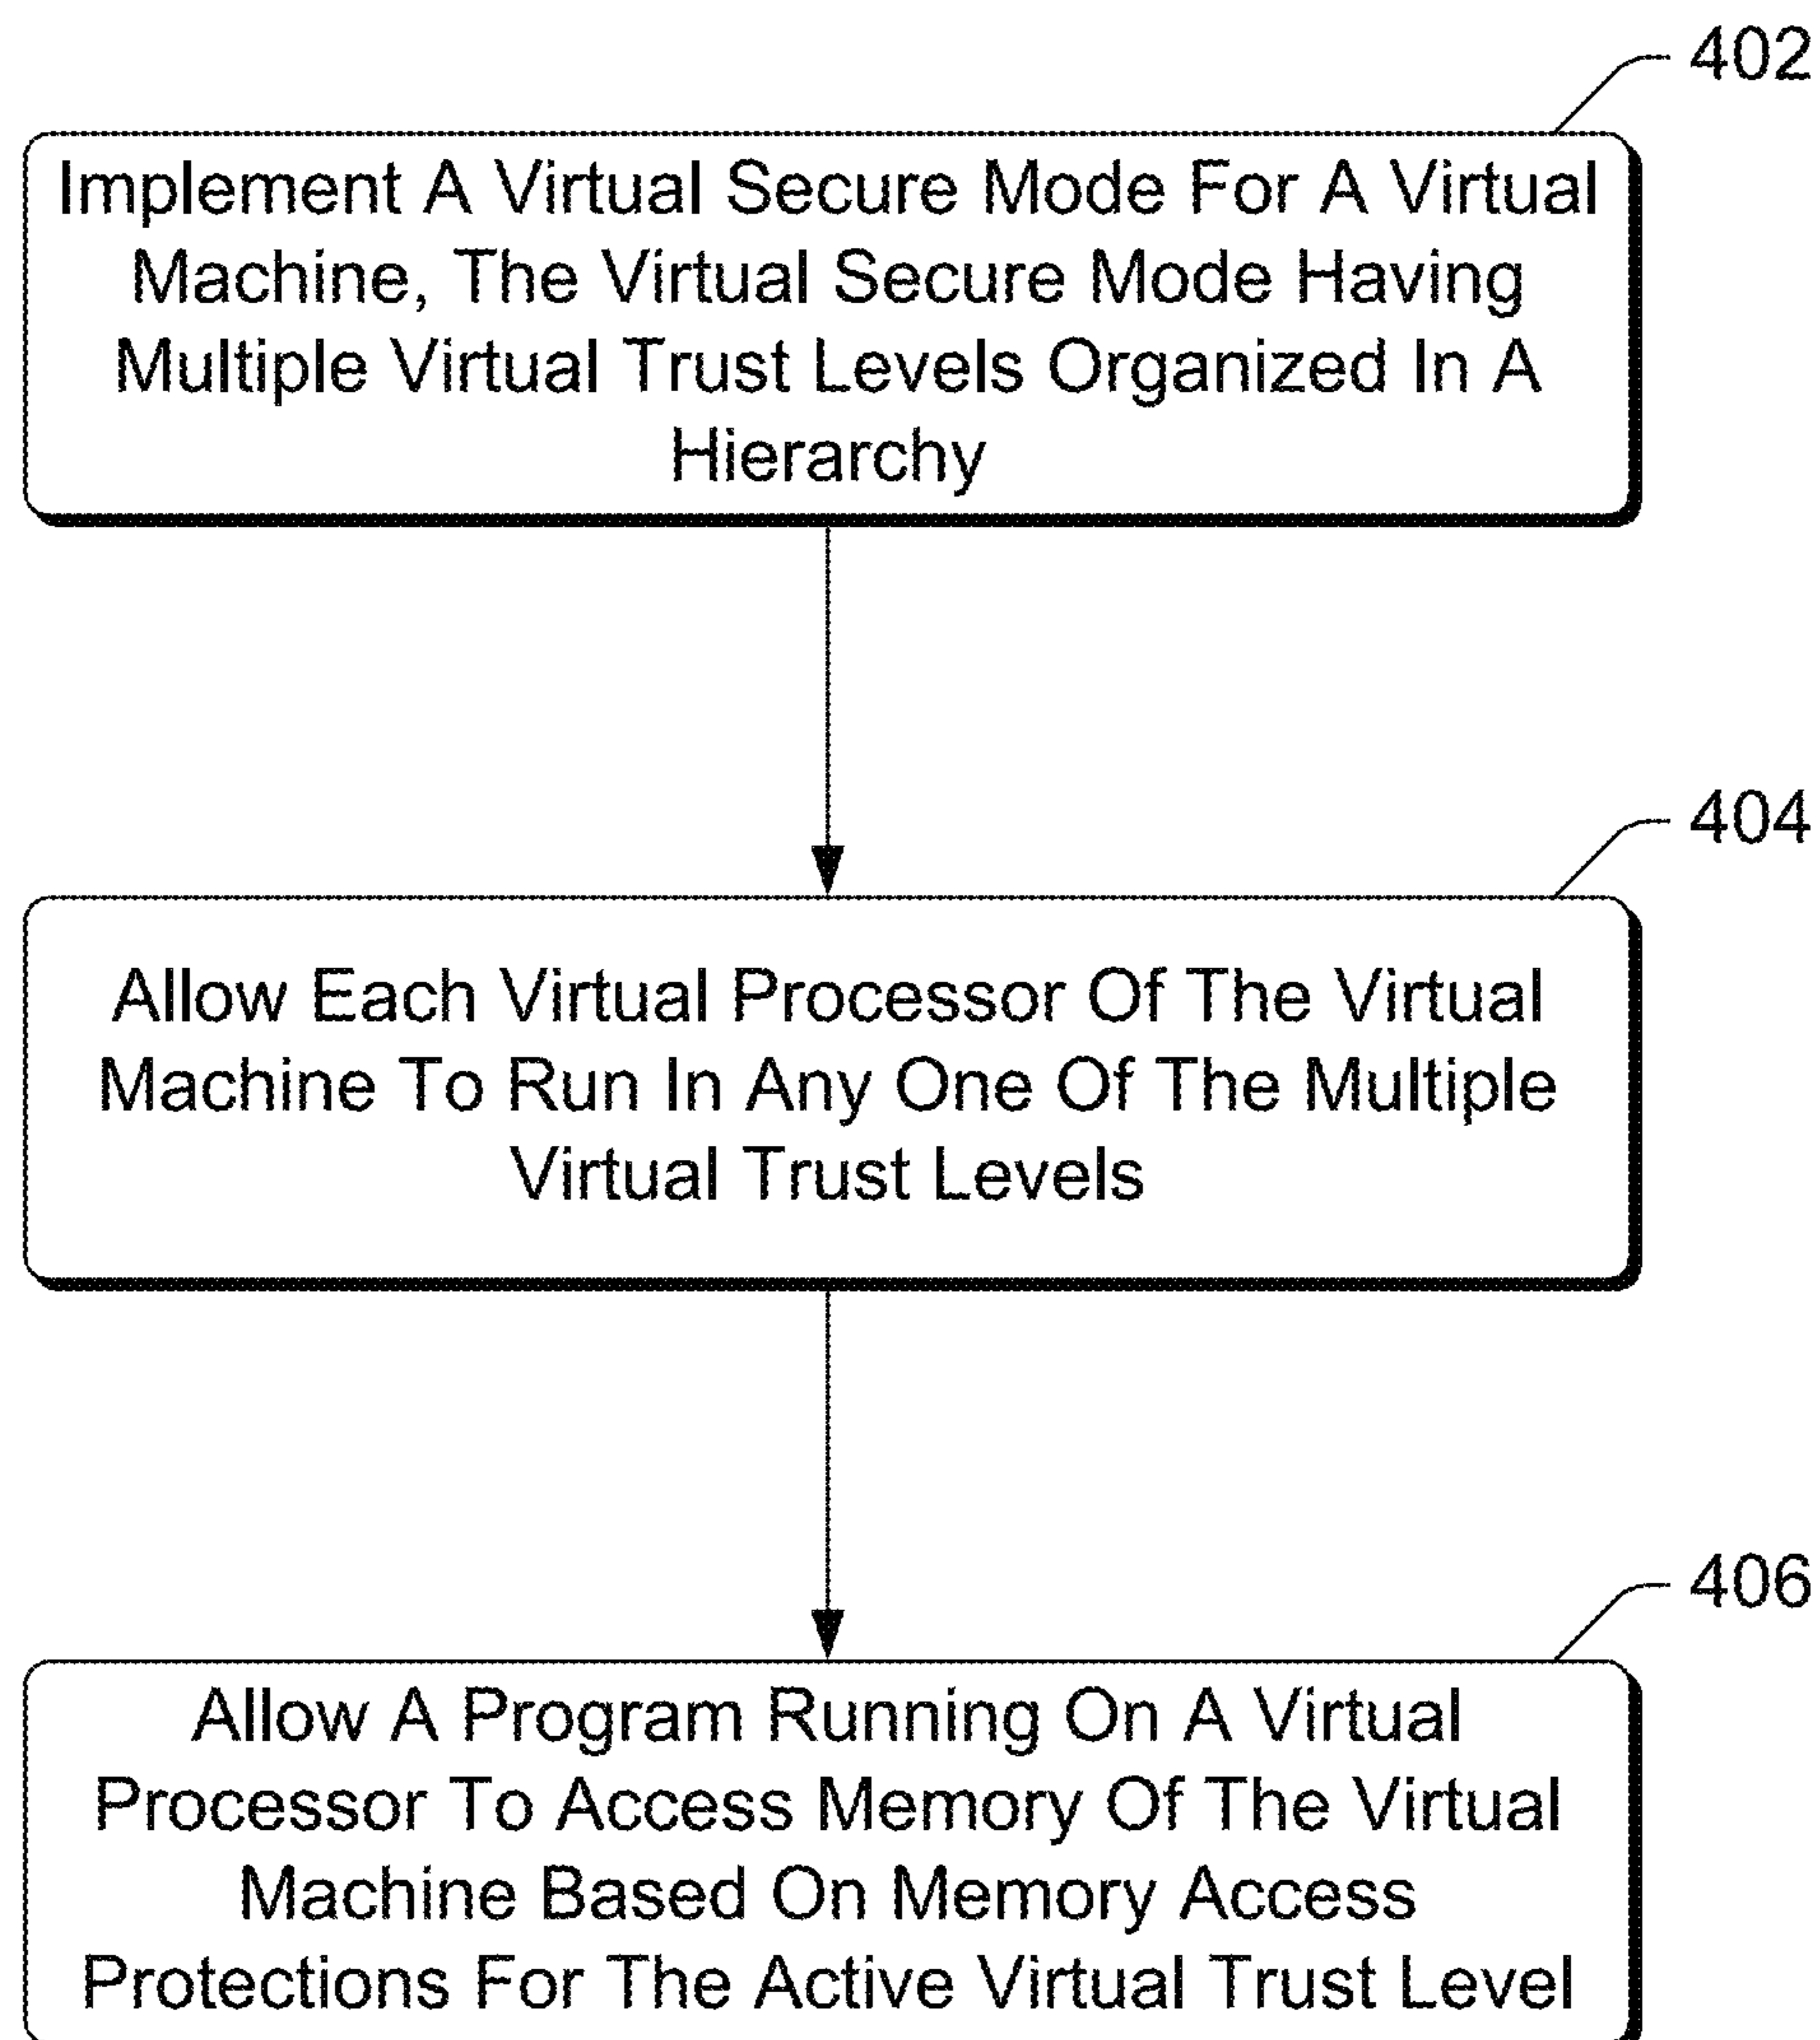 402
Implement A Virtual Secure Mode For A Virtual
Machine, The Virtual Secure Mode Having
Multiple Virtual Trust Levels Organized In A
Hierarchy
404
Allow Each Virtual Processor Of The Virtual
Machine To Run In Any One Of The Multiple
Virtual Trust Levels
406
Allow A Program Running On A Virtual
Processor To Access Memory Of The Virtual
Machine Based On Memory Access
Protections For The Active Virtual Trust Level